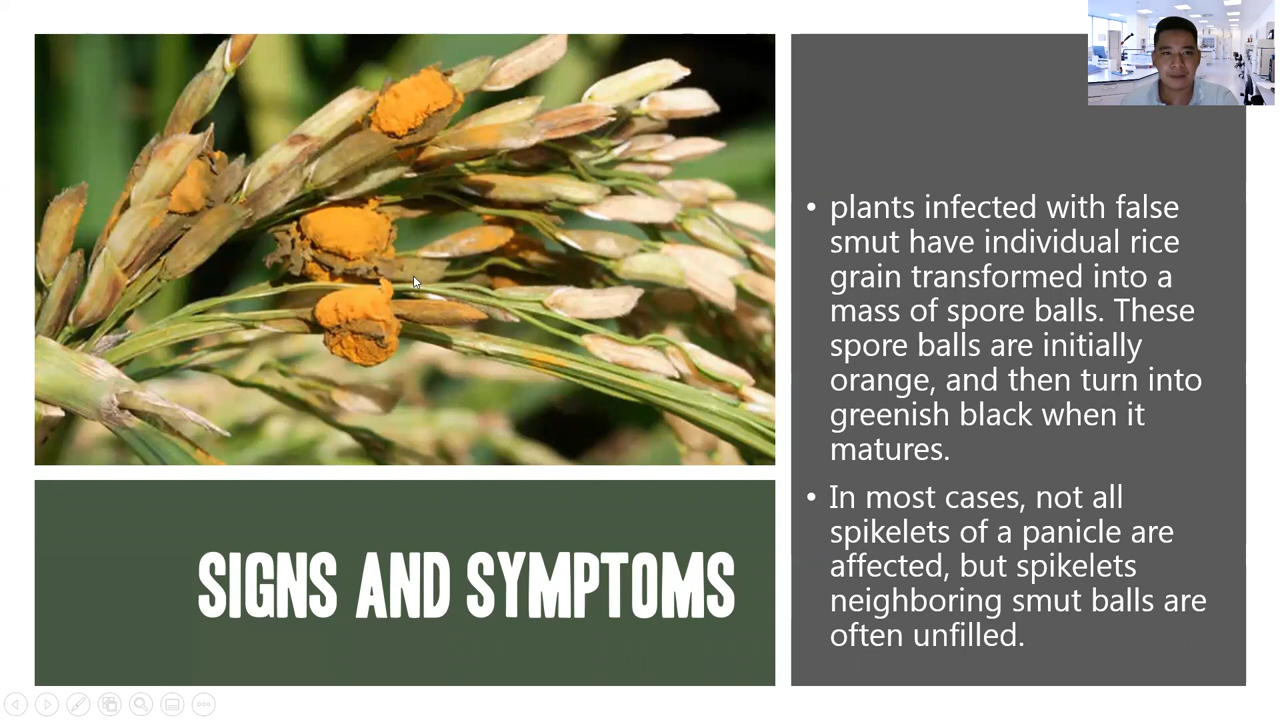 • plants infected with false
smut have individual rice
grain transformed into a
mass of spore balls. These
spore balls are initially
orange, and then turn into
greenish black when it
matures.
• In most cases, not all
spikelets of a panicle are
affected, but spikelets
neighboring smut balls are
often unfilled.
SIGNS AND SYMPTOMS